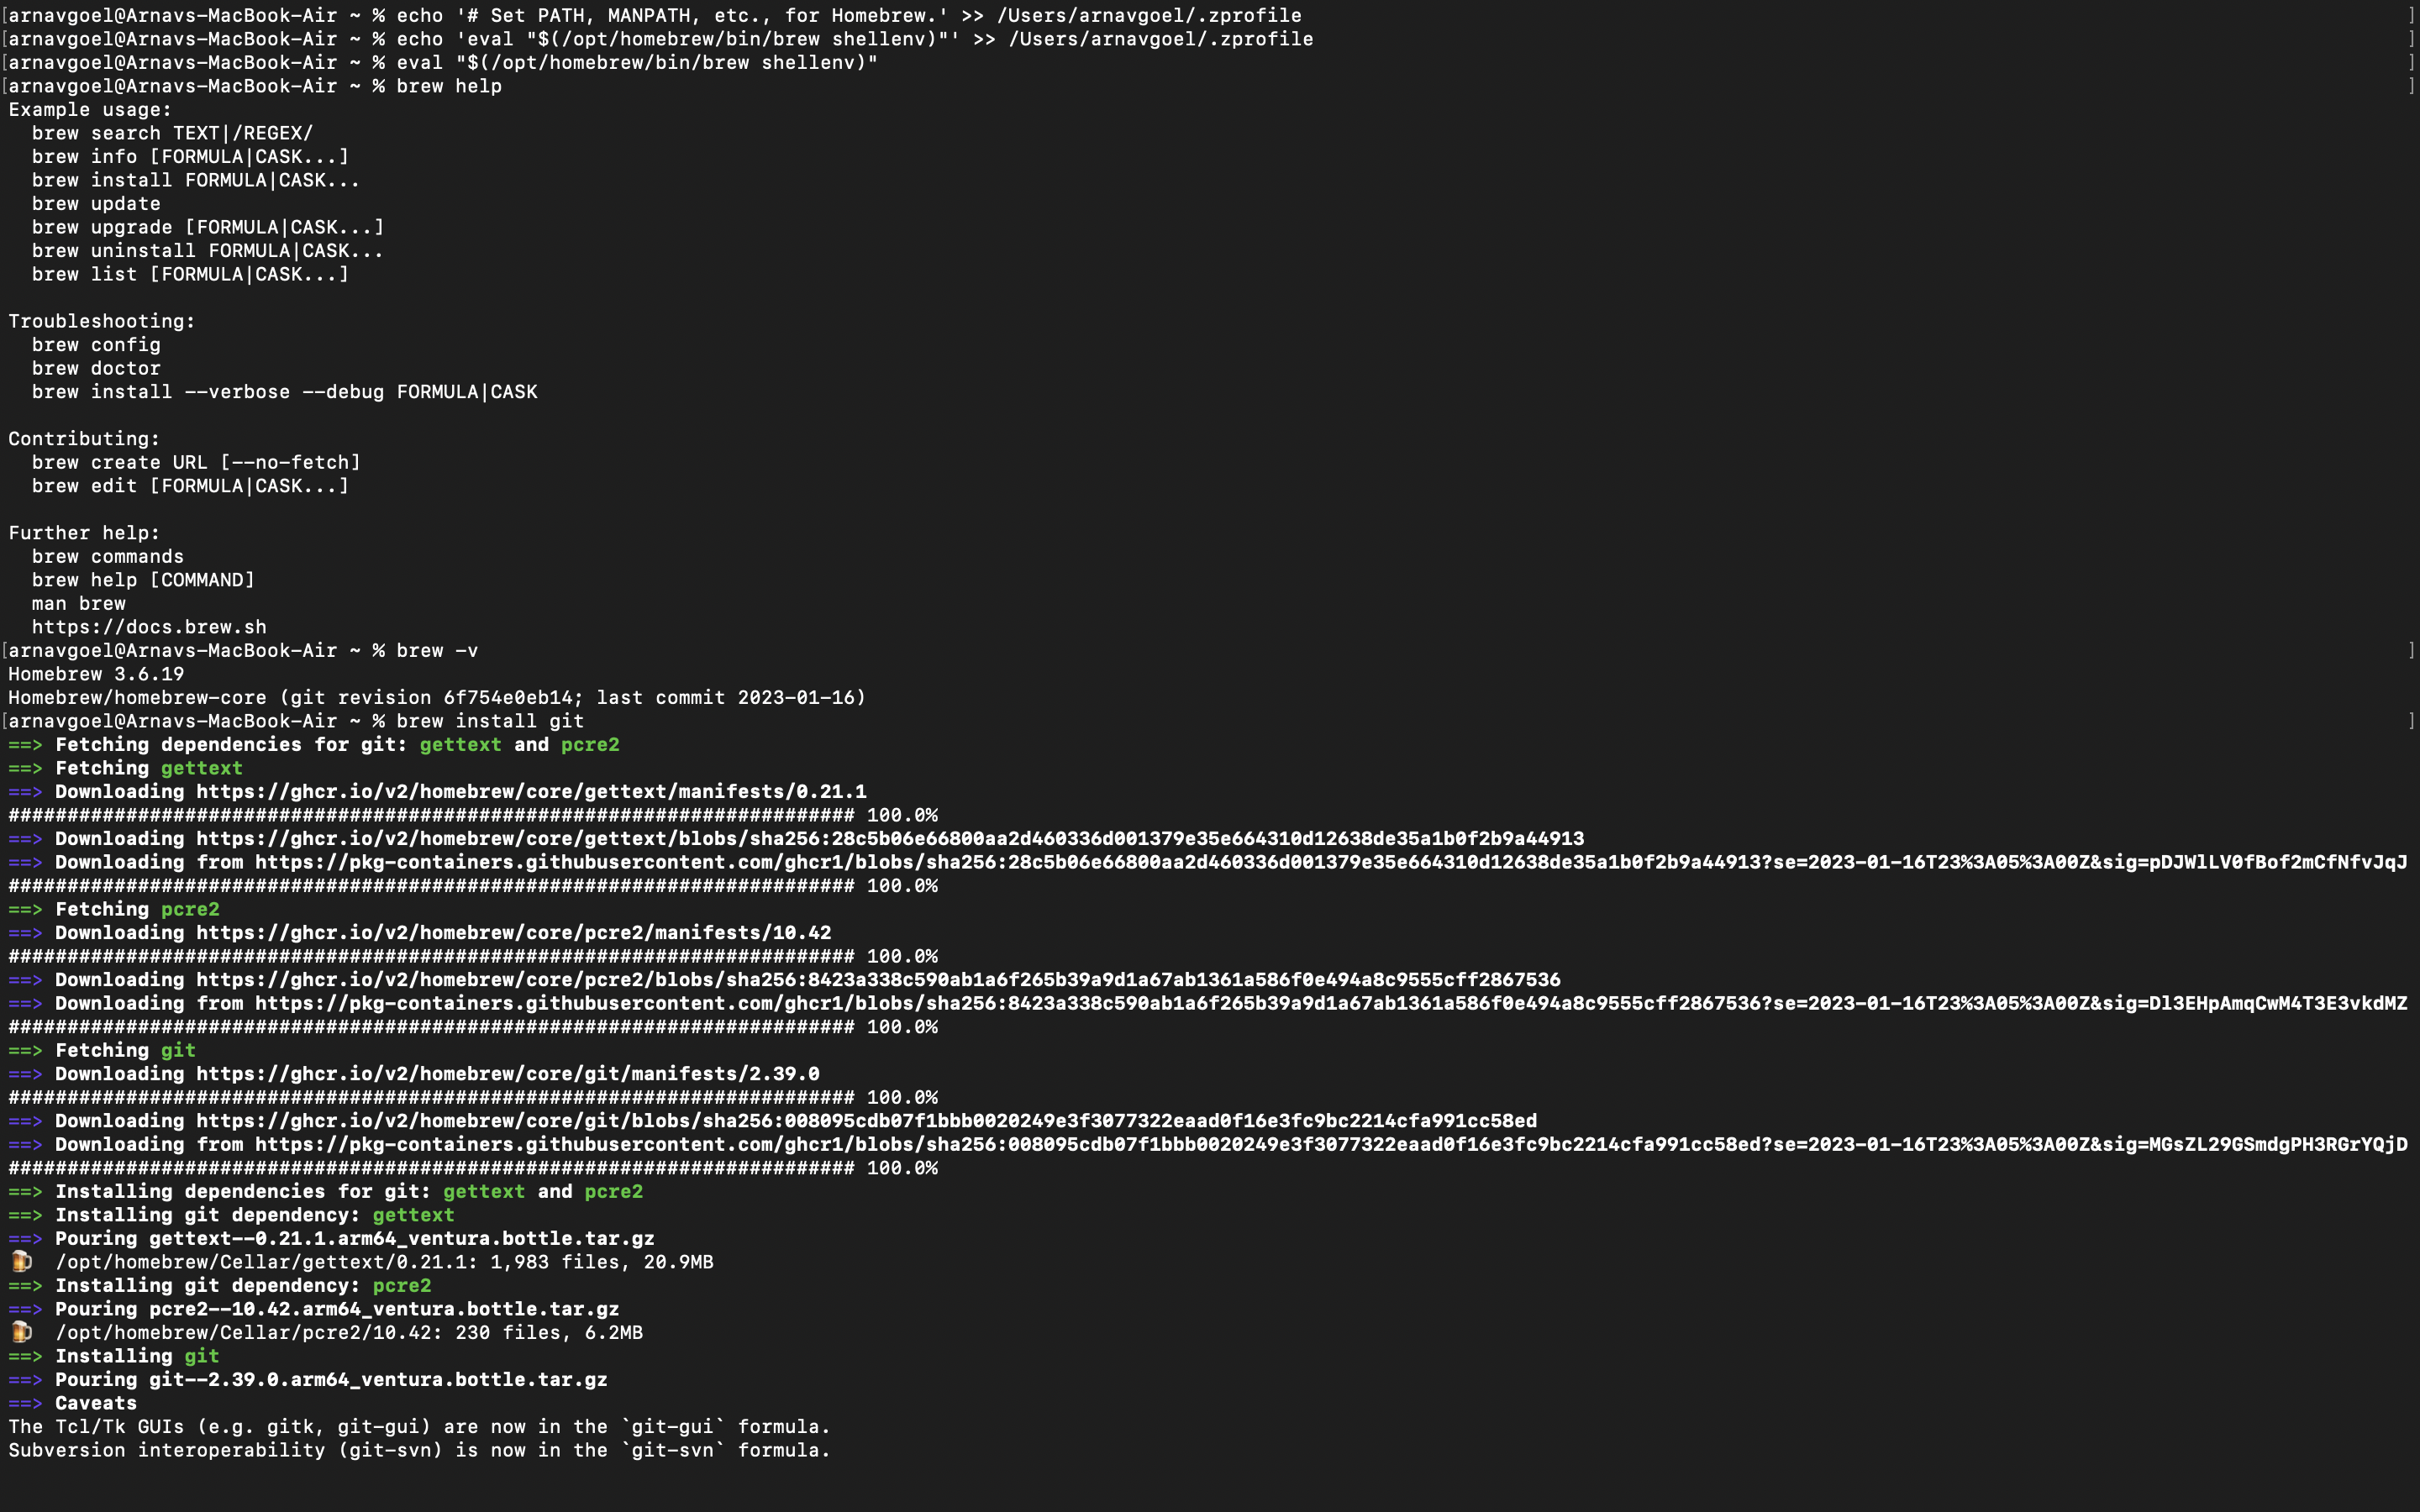 [arnavgoel@Arnavs-MacBook-Air ~ % echo '# Set PATH, MANPATH, etc., for Homebrew.' >> /Users/arnavgoel/.zprofile ]
[arnavgoel@Arnavs-MacBook-Air ~ % echo 'eval "$(/opt/homebrew/bin/brew shellenv)"' >> /Users/arnavgoel/.zprofile ]
[arnavgoel@Arnavs-MacBook-Air ~ % eval "$(/opt/homebrew/bin/brew shellenv)" ]
[arnavgoel@Arnavs-MacBook-Air ~ % brew help ]
Example usage:
  brew search TEXT|/REGEX/
  brew info [FORMULA|CASK...]
  brew install FORMULA|CASK...
  brew update
  brew upgrade [FORMULA|CASK...]
  brew uninstall FORMULA|CASK...
  brew list [FORMULA|CASK...]

Troubleshooting:
  brew config
  brew doctor
  brew install --verbose --debug FORMULA|CASK

Contributing:
  brew create URL [--no-fetch]
  brew edit [FORMULA|CASK...]

Further help:
  brew commands
  brew help [COMMAND]
  man brew
  https://docs.brew.sh
[arnavgoel@Arnavs-MacBook-Air ~ % brew -v ]
Homebrew 3.6.19
Homebrew/homebrew-core (git revision 6f754e0eb14; last commit 2023-01-16)
[arnavgoel@Arnavs-MacBook-Air ~ % brew install git ]
==> Fetching dependencies for git: gettext and pcre2
==> Fetching gettext
==> Downloading https://ghcr.io/v2/homebrew/core/gettext/manifests/0.21.1
######################################################################## 100.0%
==> Downloading https://ghcr.io/v2/homebrew/core/gettext/blobs/sha256:28c5b06e66800aa2d460336d001379e35e664310d12638de35a1b0f2b9a44913
==> Downloading from https://pkg-containers.githubusercontent.com/ghcr1/blobs/sha256:28c5b06e66800aa2d460336d001379e35e664310d12638de35a1b0f2b9a44913?se=2023-01-16T23%3A05%3A00Z&sig=pDJWlLV0fBof2mCfNfvJqJ
######################################################################## 100.0%
==> Fetching pcre2
==> Downloading https://ghcr.io/v2/homebrew/core/pcre2/manifests/10.42
######################################################################## 100.0%
==> Downloading https://ghcr.io/v2/homebrew/core/pcre2/blobs/sha256:8423a338c590ab1a6f265b39a9d1a67ab1361a586f0e494a8c9555cff2867536
==> Downloading from https://pkg-containers.githubusercontent.com/ghcr1/blobs/sha256:8423a338c590ab1a6f265b39a9d1a67ab1361a586f0e494a8c9555cff2867536?se=2023-01-16T23%3A05%3A00Z&sig=Dl3EHpAmqCwM4T3E3vkdMZ
######################################################################## 100.0%
==> Fetching git
==> Downloading https://ghcr.io/v2/homebrew/core/git/manifests/2.39.0
######################################################################## 100.0%
==> Downloading https://ghcr.io/v2/homebrew/core/git/blobs/sha256:008095cdb07f1bbb0020249e3f3077322eaad0f16e3fc9bc2214cfa991cc58ed
==> Downloading from https://pkg-containers.githubusercontent.com/ghcr1/blobs/sha256:008095cdb07f1bbb0020249e3f3077322eaad0f16e3fc9bc2214cfa991cc58ed?se=2023-01-16T23%3A05%3A00Z&sig=MGsZL29GSmdgPH3RGrYQjD
######################################################################## 100.0%
==> Installing dependencies for git: gettext and pcre2
==> Installing git dependency: gettext
==> Pouring gettext--0.21.1.arm64_ventura.bottle.tar.gz
🍺  /opt/homebrew/Cellar/gettext/0.21.1: 1,983 files, 20.9MB
==> Installing git dependency: pcre2
==> Pouring pcre2--10.42.arm64_ventura.bottle.tar.gz
🍺  /opt/homebrew/Cellar/pcre2/10.42: 230 files, 6.2MB
==> Installing git
==> Pouring git--2.39.0.arm64_ventura.bottle.tar.gz
==> Caveats
The Tcl/Tk GUIs (e.g. gitk, git-gui) are now in the `git-gui` formula.
Subversion interoperability (git-svn) is now in the `git-svn` formula.